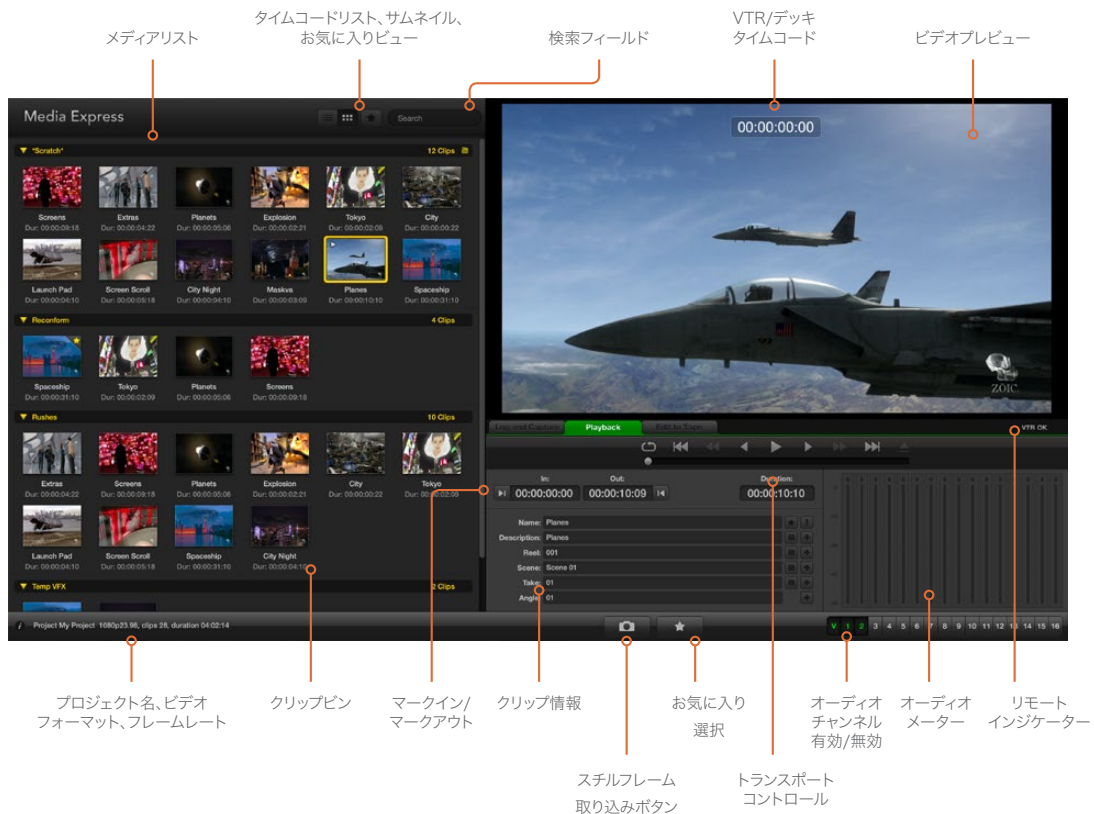 メディアリスト
タイムコードリスト、サムネイル、
お気に入りビュー
検索フィールド
VTR/デッキ
タイムコード
ビデオプレビュー
Media Express
Search
00:00:00:00
"Scratch"
12 Clips
Screens
Extras
Planets
Explosion
Tokyo
City
Dur: 00:00:09:18
Dur: 00:00:04:22
Dur: 00:00:05:06
Dur: 00:00:02:21
Dur: 00:00:02:09
Dur: 00:00:00:22
Launch Pad
Screen Scroll
City Night
Maskva
Planes
Spaceship
Dur: 00:00:04:10
Dur: 00:00:05:18
Dur: 00:00:04:10
Dur: 00:00:03:09
Dur: 00:00:10:10
Dur: 00:00:31:10
Reconform
4 Clips
Spaceship
Tokyo
Planets
Screens
Dur: 00:00:31:10
Dur: 00:00:02:09
Dur: 00:00:05:06
Dur: 00:00:09:18
Rushes
10 Clips
Extras
Screens
Planets
Explosion
City
Tokyo
Dur: 00:00:04:22
Dur: 00:00:09:18
Dur: 00:00:05:06
Dur: 00:00:02:21
Dur: 00:00:00:22
Dur: 00:00:02:09
Launch Pad
Screen Scroll
Spaceship
City Night
Dur: 00:00:04:10
Dur: 00:00:05:18
Dur: 00:00:31:10
Dur: 00:00:04:10
Temp VFX
2 Clips
Project My Project 1080p23.98, clips 28, duration 04:02:14
ZOIC
Log and Capture
Playback
Edit to Tape
VTR OK
In:
Out:
Duration:
00:00:00:00
00:00:10:09
00:00:10:10
Name: Planes
Description: Planes
Reel: 001
Scene: Scene 01
Take: 01
Angle: 01
V 1 2 3 4 5 6 7 8 9 10 11 12 13 14 15 16
プロジェクト名、ビデオ
フォーマット、フレームレート
クリップビン
マークイン/
マークアウト
クリップ情報
お気に入り
選択
オーディオ
チャンネル
有効/無効
オーディオ
メーター
リモート
インジケーター
スチルフレーム
取り込みボタン
トランスポート
コントロール